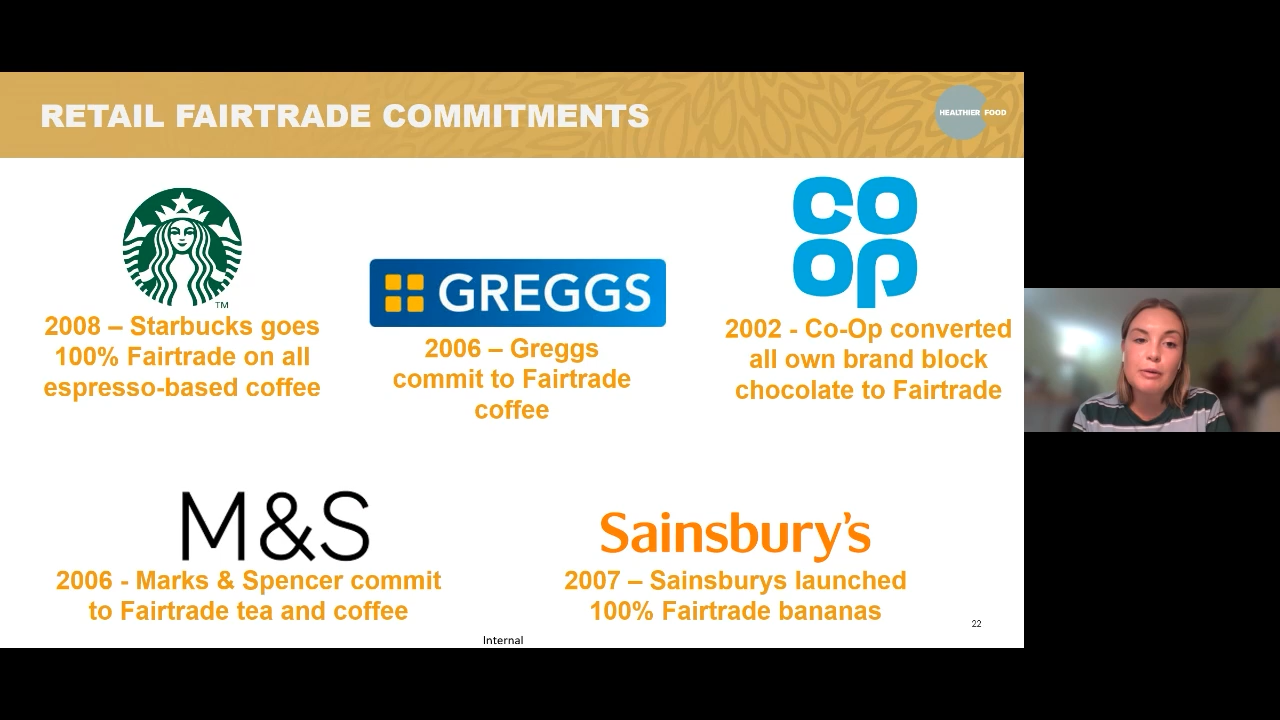 RETAIL FAIRTRADE COMMITMENTS
HEALTHIER FOOD
TM
2008 – Starbucks goes
100% Fairtrade on all
espresso-based coffee
GREGGS
2006 – Greggs
commit to Fairtrade
coffee
CO
OP
2002 - Co-Op converted
all own brand block
chocolate to Fairtrade
M&S
2006 - Marks & Spencer commit
to Fairtrade tea and coffee
Sainsbury's
2007 – Sainsburys launched
100% Fairtrade bananas
22
Internal